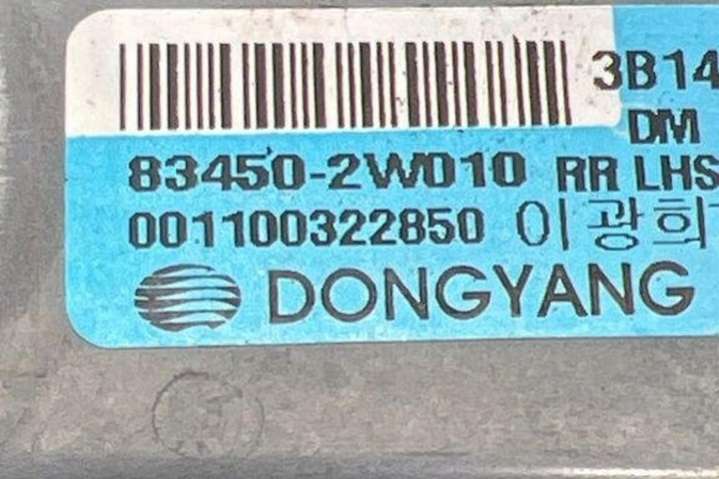 3B14
DM
83450-2W010 RR LHS
001100322850 이광희
DONGYANG